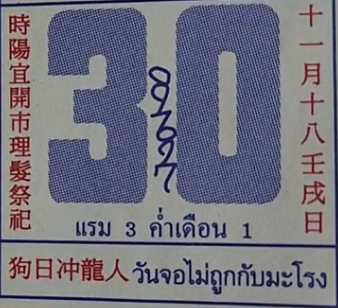 十一月十八壬戌日
30
時陽宜開市理髮祭祀
แรม 3 ค่ำเดือน 1
狗日冲龍人 วันจอไม่ถูกกับมะโรง